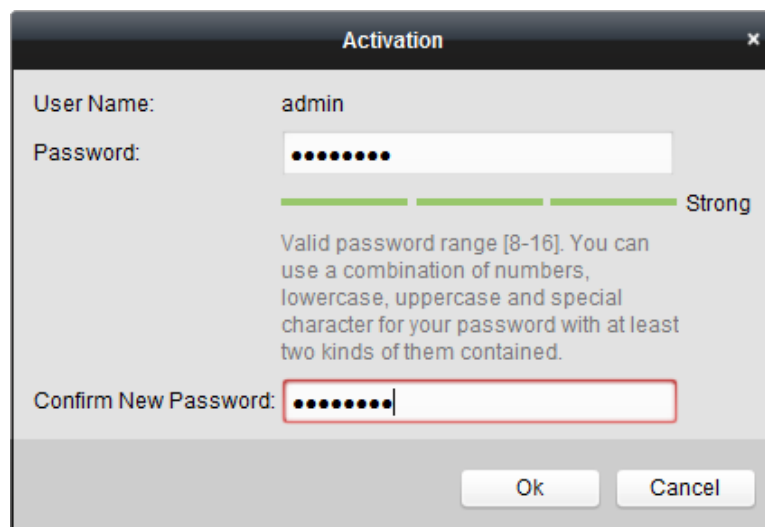 Activation ×
User Name: admin
Password: ●●●●●●●●
Strong
Valid password range [8-16]. You can
use a combination of numbers,
lowercase, uppercase and special
character for your password with at least
two kinds of them contained.
Confirm New Password: ●●●●●●●●
Ok Cancel